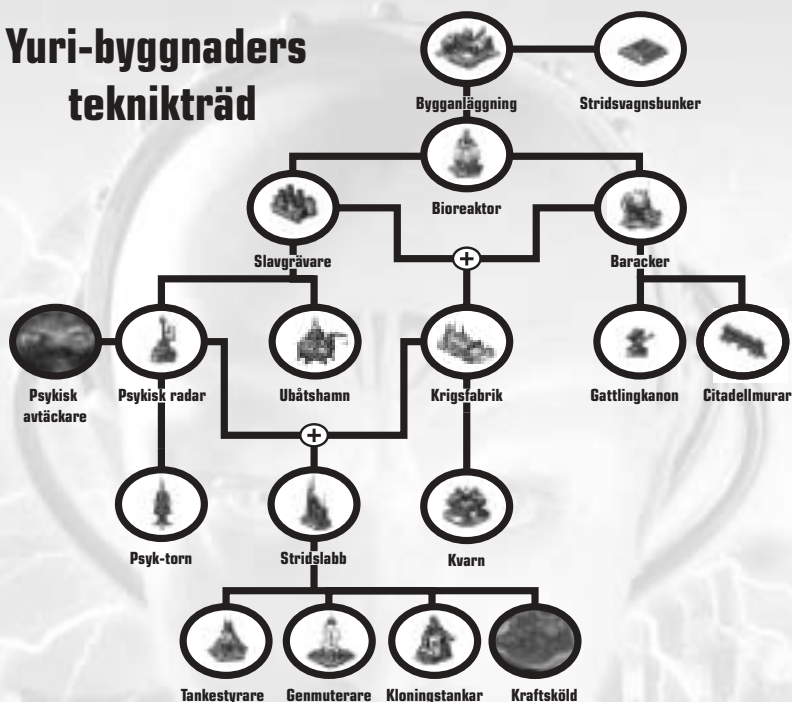 Yuri-byggnaders
teknikträd
Bygganläggning
Stridsvagnsbunker
Bioreaktor
Slavgrävare
Baracker
+
Psykisk
avtäckare
Psykisk radar
Ubåtshamn
Krigsfabrik
Gattlingkanon
Citadellmurar
+
Psyk-torn
Stridslabb
Kvarn
Tankestyrare
Genmuterare
Kloningstankar
Kraftsköld